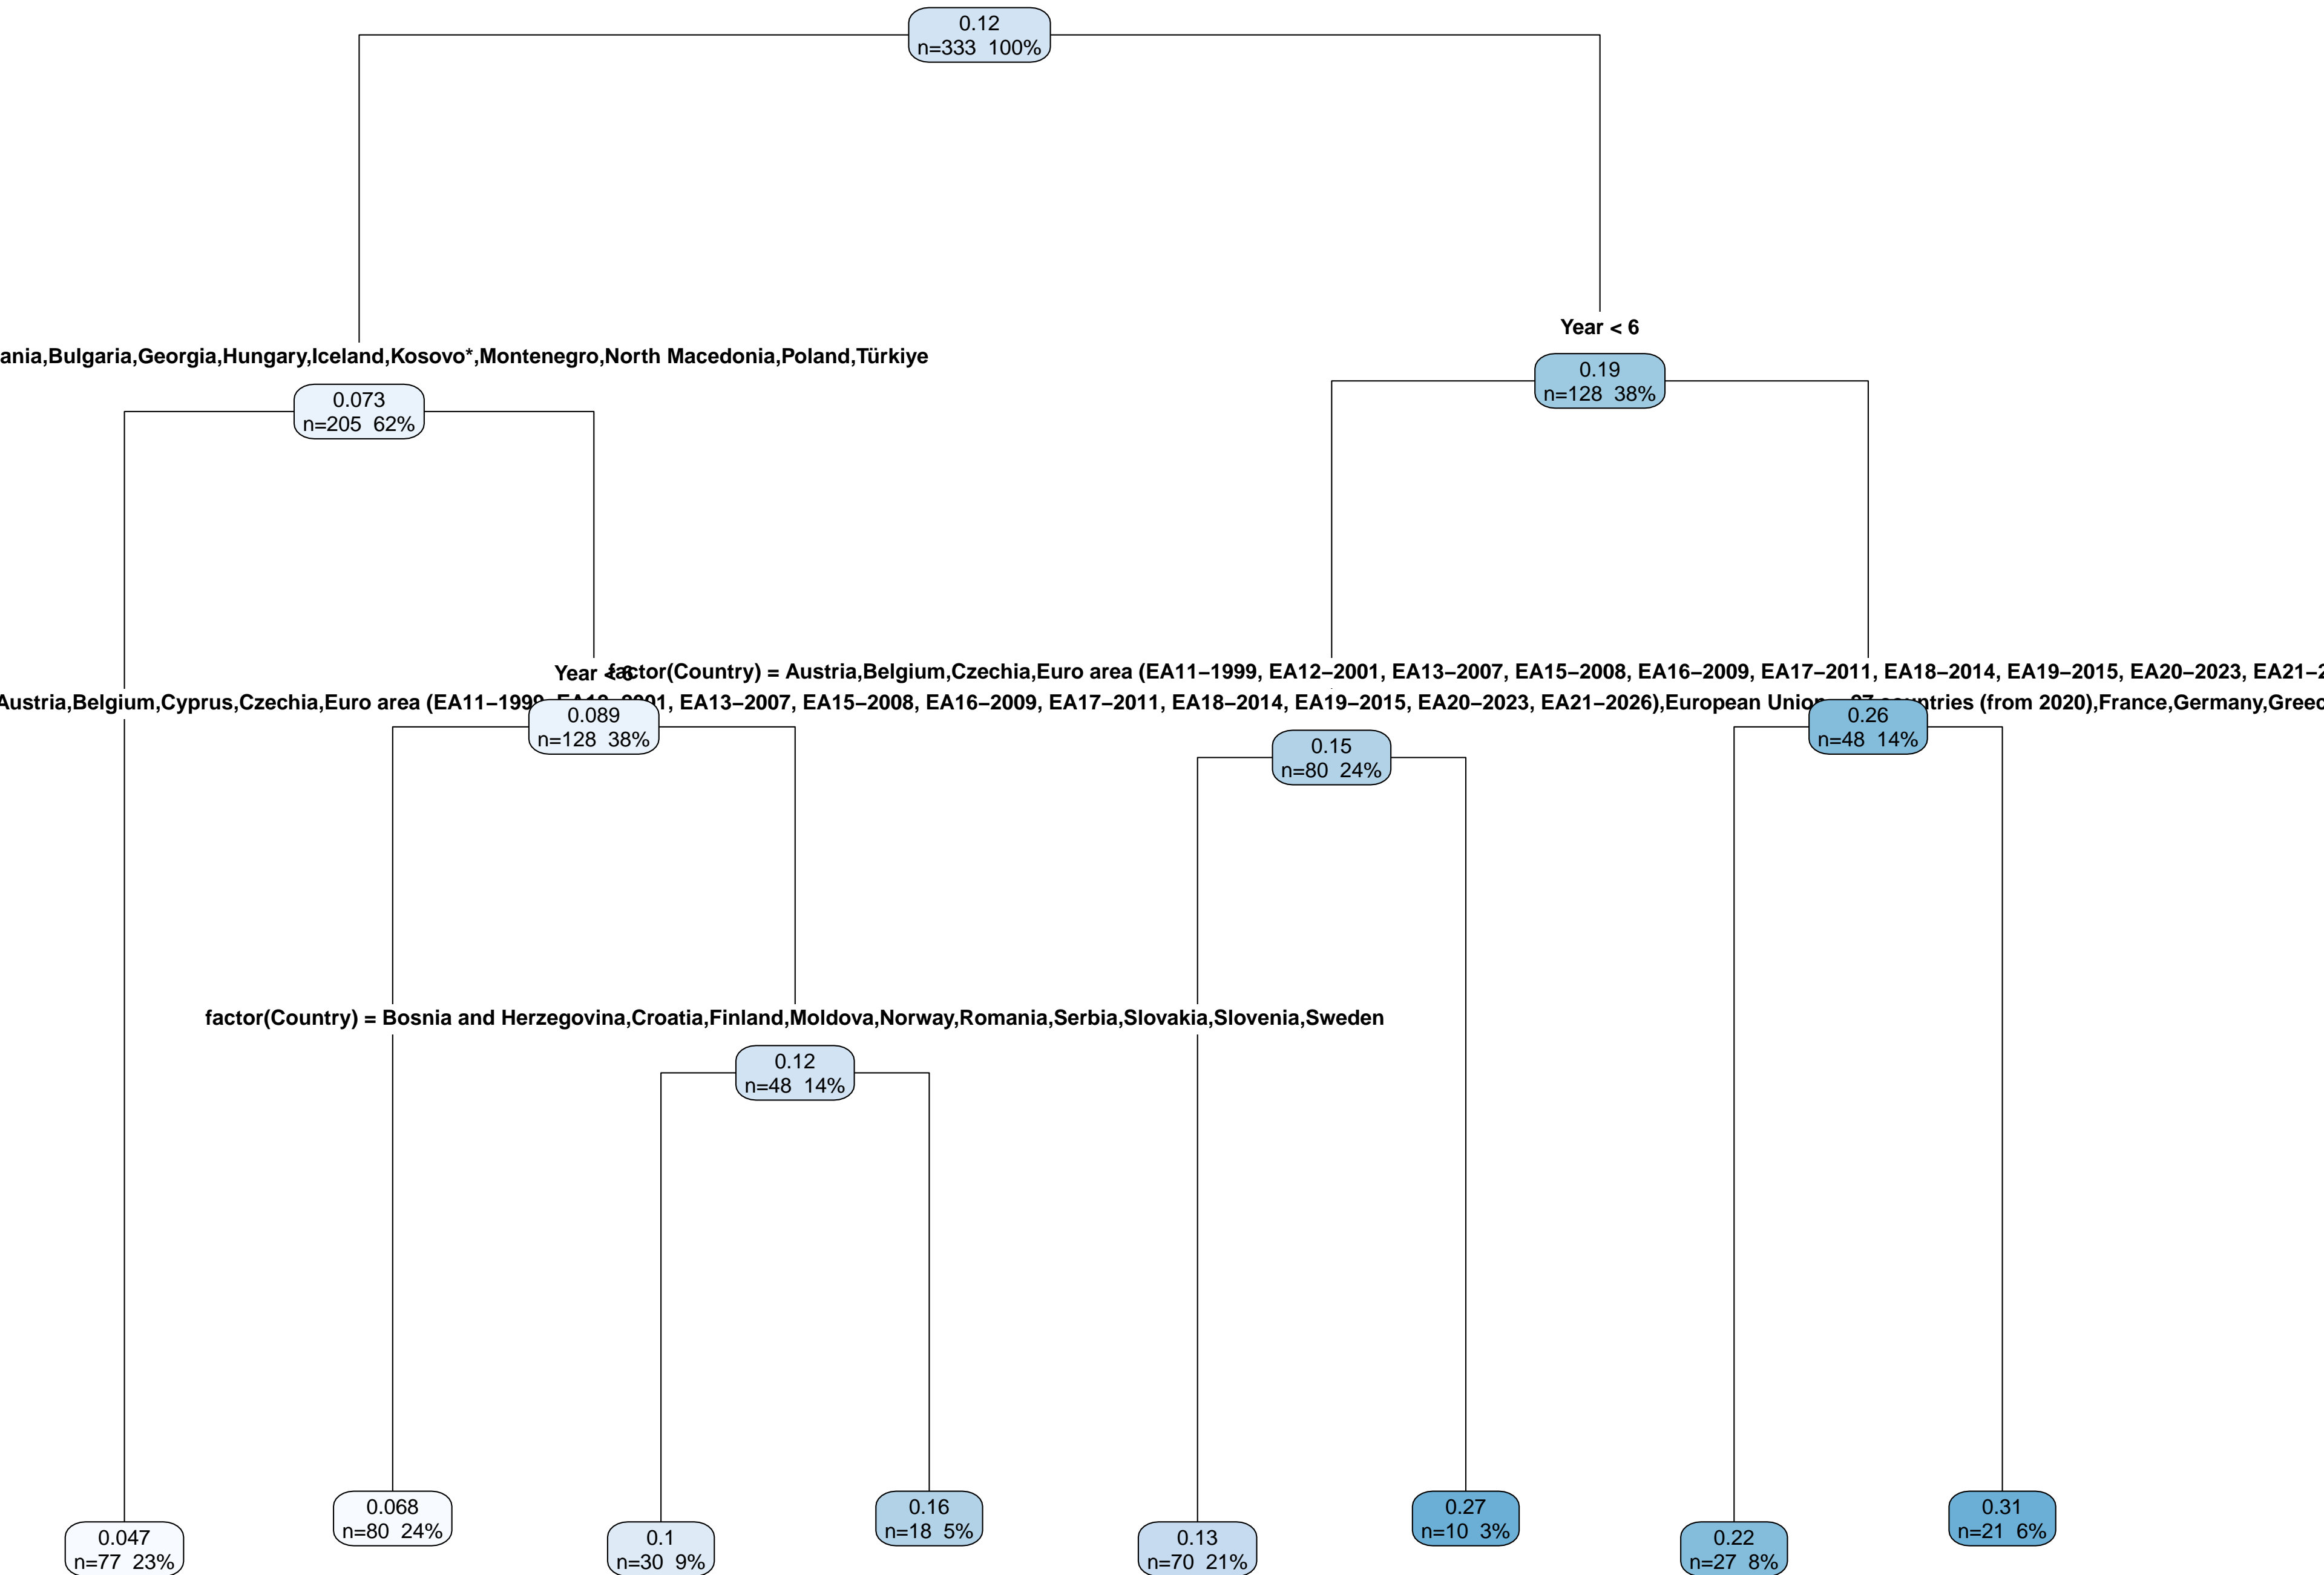 0.12
n=333 100%
Year < 6
ania,Bulgaria,Georgia,Hungary,Iceland,Kosovo*,Montenegro,North Macedonia,Poland,Türkiye
0.19
n=128 38%
0.073
n=205 62%
Year < 6
factor(Country) = Austria,Belgium,Czechia,Euro area (EA11−1999, EA12−2001, EA13−2007, EA15−2008, EA16−2009, EA17−2011, EA18−2014, EA19−2015, EA20−2023, EA21−2
Austria,Belgium,Cyprus,Czechia,Euro area (EA11−1999, EA12−2001, EA13−2007, EA15−2008, EA16−2009, EA17−2011, EA18−2014, EA19−2015, EA20−2023, EA21−2026),European Union − 27 countries (from 2020),France,Germany,Greec
0.089
n=128 38%
0.26
n=48 14%
0.15
n=80 24%
factor(Country) = Bosnia and Herzegovina,Croatia,Finland,Moldova,Norway,Romania,Serbia,Slovakia,Slovenia,Sweden
0.12
n=48 14%
0.068
n=80 24%
0.16
n=18 5%
0.27
n=10 3%
0.31
n=21 6%
0.047
n=77 23%
0.1
n=30 9%
0.13
n=70 21%
0.22
n=27 8%